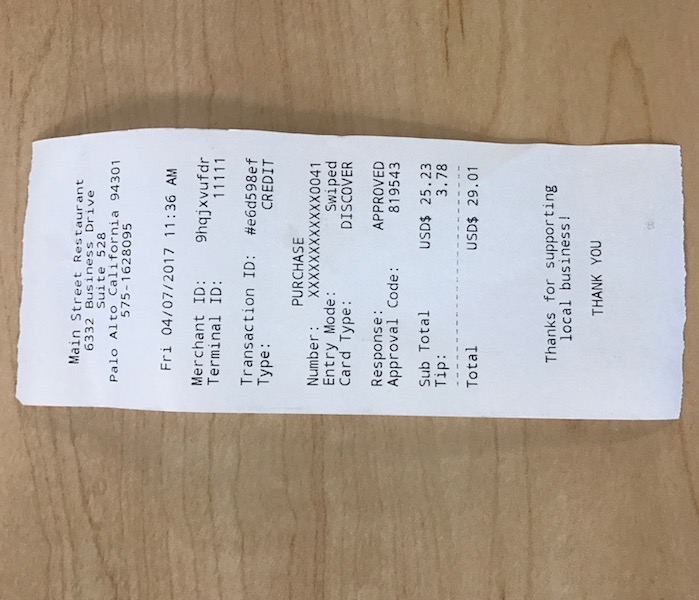 Main Street Restaurant
6332 Business Drive
Suite 528
Palo Alto California 94301
575-1628095
Fri 04/07/2017 11:36 AM
Merchant ID: 9hqjxvufdr
Terminal ID: 11111
Transaction ID: #e6d598ef
Type: CREDIT
PURCHASE
Number: XXXXXXXXXXXX0041
Entry Mode: Swiped
Card Type: DISCOVER
Response: APPROVED
Approval Code: 819543
Sub Total USD$ 25.23
Tip: 3.78
Total USD$ 29.01
Thanks for supporting
local business!
THANK YOU